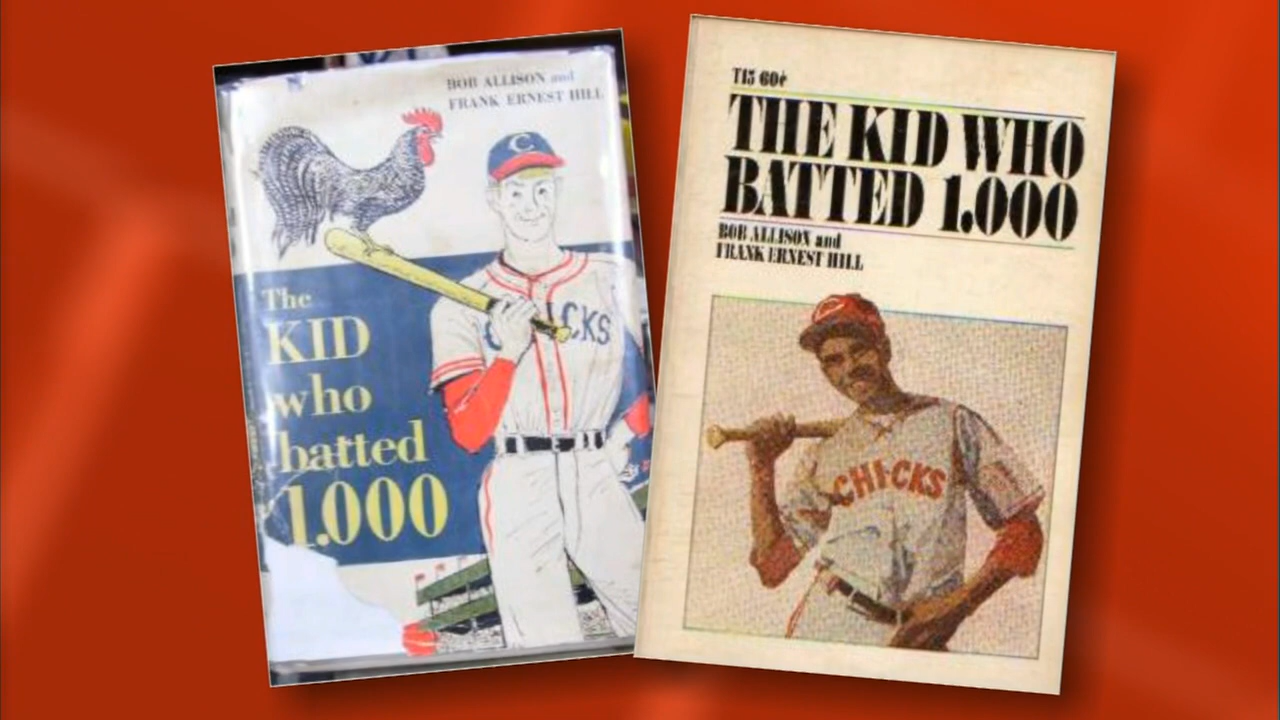 BOB ALLISON and
FRANK ERNEST HILL
C
CKS
The
KID
who
batted
1.000
T15 60¢
THE KID WHO
BATTED 1.000
BOB ALLISON and
FRANK ERNEST HILL
C
CHICKS